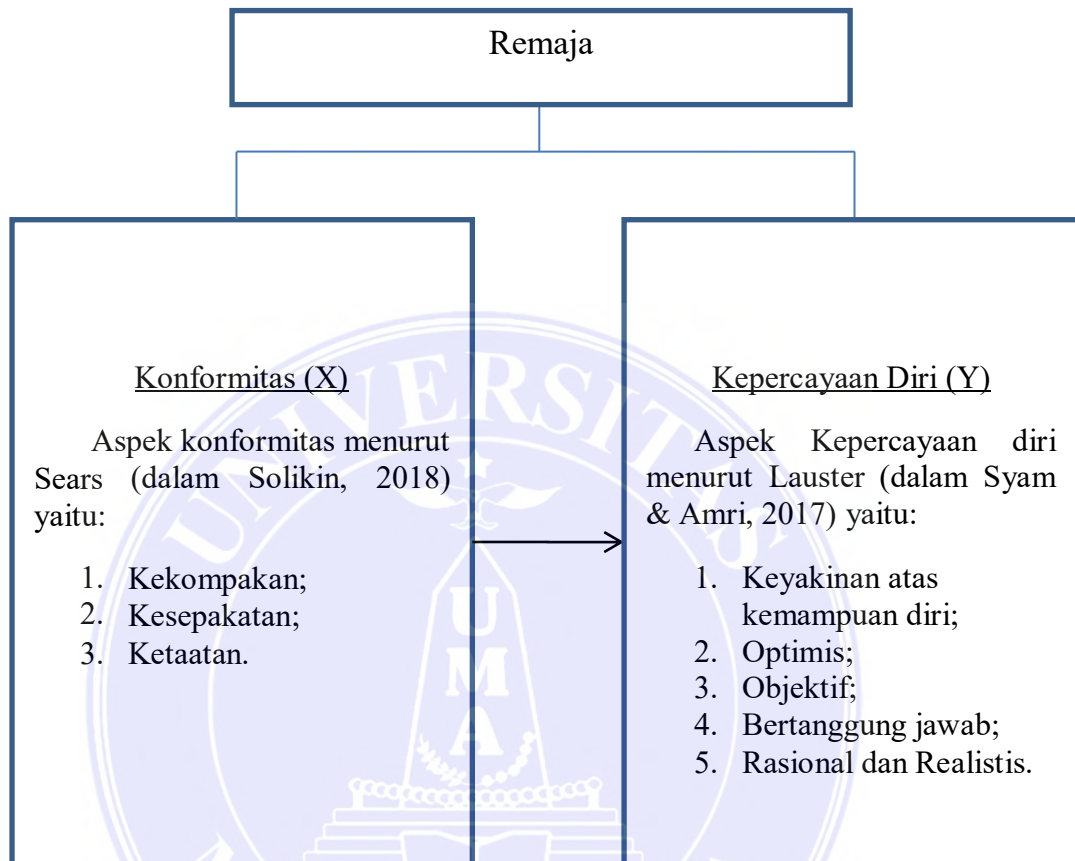 Remaja
Konformitas (X)
Aspek konformitas menurut
Sears (dalam Solikin, 2018)
yaitu:
1. Kekompakan;
2. Kesepakatan;
3. Ketaatan.
Kepercayaan Diri (Y)
Aspek Kepercayaan diri
menurut Lauster (dalam Syam
& Amri, 2017) yaitu:
1. Keyakinan atas
kemampuan diri;
2. Optimis;
3. Objektif;
4. Bertanggung jawab;
5. Rasional dan Realistis.
UNIVERSITAS
UMA